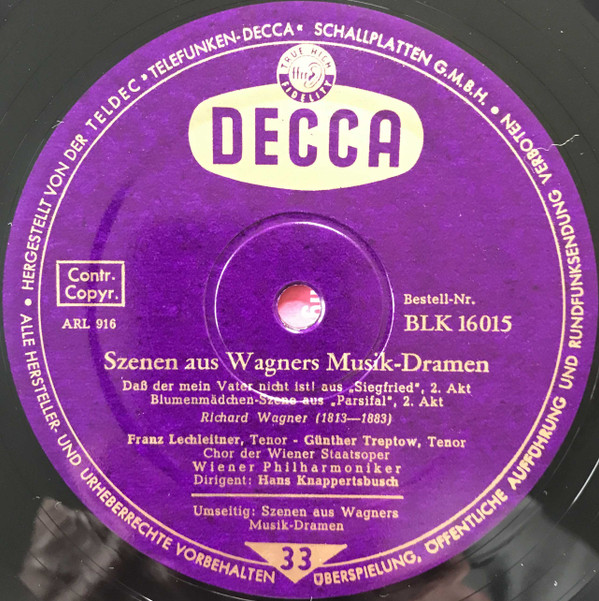 • HERGESTELLT VON DER TELDEC • »TELEFUNKEN-DECCA« SCHALLPLATTEN G.M.B.H. •
TRUE HIGH
ffrr
FIDELITY
DECCA
Contr.
Copyr.
ARL 916
Bestell-Nr.
BLK 16015
Szenen aus Wagners Musik-Dramen
Daß der mein Vater nicht ist! aus „Siegfried", 2. Akt
Blumenmädchen-Szene aus „Parsifal", 2. Akt
Richard Wagner (1813—1883)
Franz Lechleitner, Tenor - Günther Treptow, Tenor
Chor der Wiener Staatsoper
Wiener Philharmoniker
Dirigent: Hans Knappertsbusch
Umseitig: Szenen aus Wagners
Musik-Dramen
33
ALLE HERSTELLER- UND URHEBERRECHTE VORBEHALTEN
ÜBERSPIELUNG, ÖFFENTLICHE AUFFÜHRUNG UND RUNDFUNKSENDUNG VERBOTEN